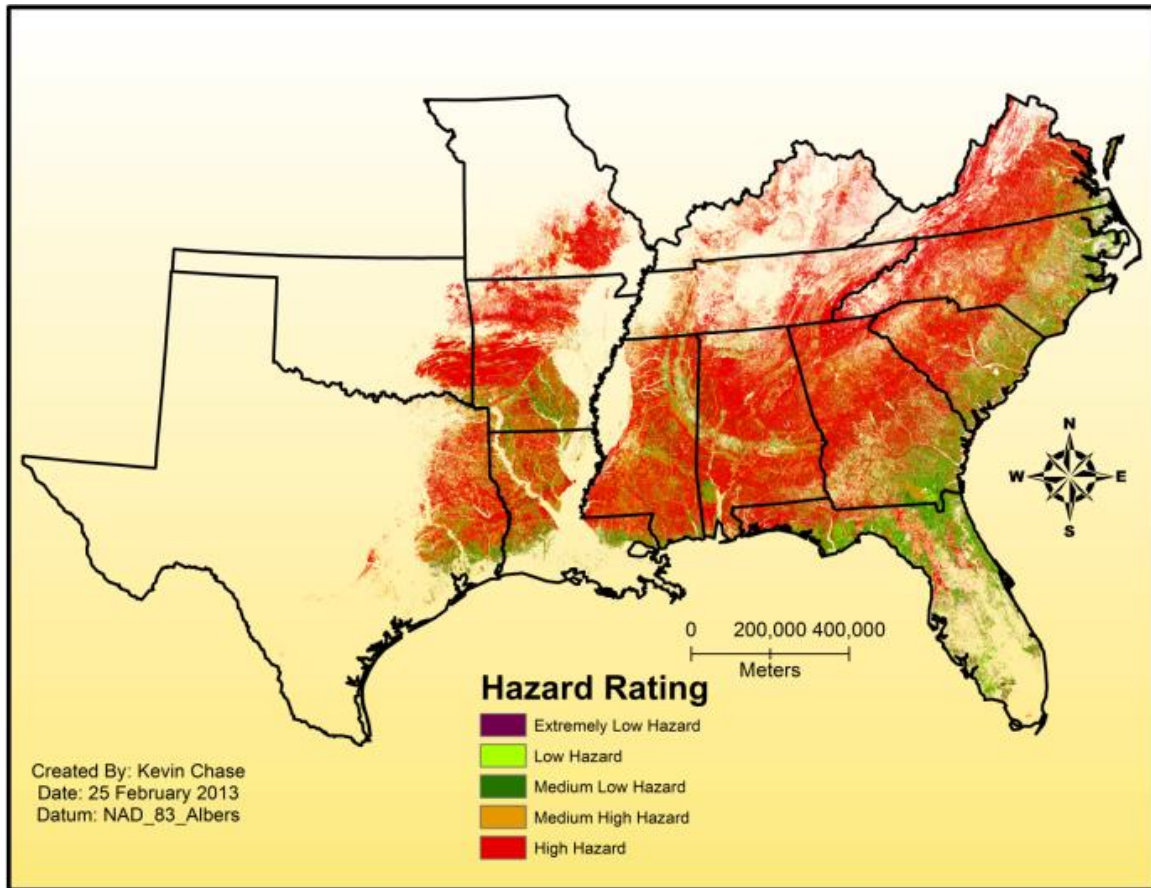 N
W E
S
0 200,000 400,000
Meters
Hazard Rating
Extremely Low Hazard
Low Hazard
Medium Low Hazard
Medium High Hazard
High Hazard
Created By: Kevin Chase
Date: 25 February 2013
Datum: NAD_83_Albers